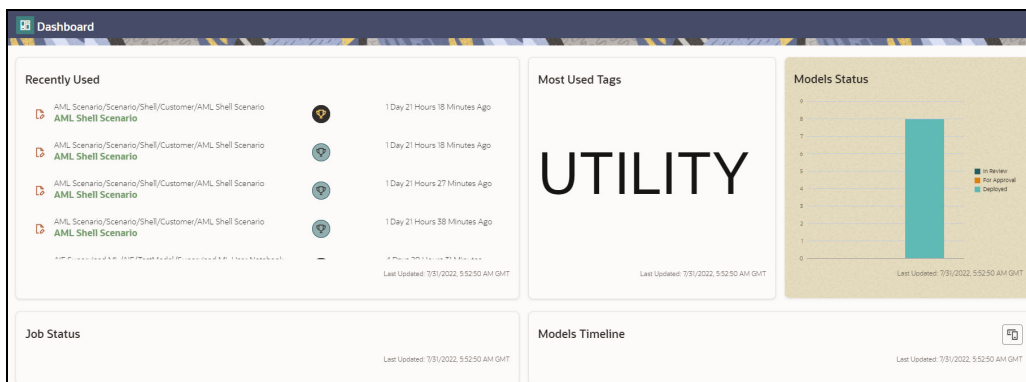 Dashboard
Recently Used
AML Scenario/Scenario/Shell/Customer/AML Shell Scenario
AML Shell Scenario
1 Day 21 Hours 18 Minutes Ago
AML Scenario/Scenario/Shell/Customer/AML Shell Scenario
AML Shell Scenario
1 Day 21 Hours 18 Minutes Ago
AML Scenario/Scenario/Shell/Customer/AML Shell Scenario
AML Shell Scenario
1 Day 21 Hours 27 Minutes Ago
AML Scenario/Scenario/Shell/Customer/AML Shell Scenario
AML Shell Scenario
1 Day 21 Hours 38 Minutes Ago
Last Updated: 7/31/2022, 5:52:50 AM GMT
Most Used Tags
UTILITY
Last Updated: 7/31/2022, 5:52:50 AM GMT
Models Status
9
8
7
6
5
4
3
2
1
0
In Review
For Approval
Deployed
Last Updated: 7/31/2022, 5:52:50 AM GMT
Job Status
Last Updated: 7/31/2022, 5:52:50 AM GMT
Models Timeline
Last Updated: 7/31/2022, 5:52:50 AM GMT